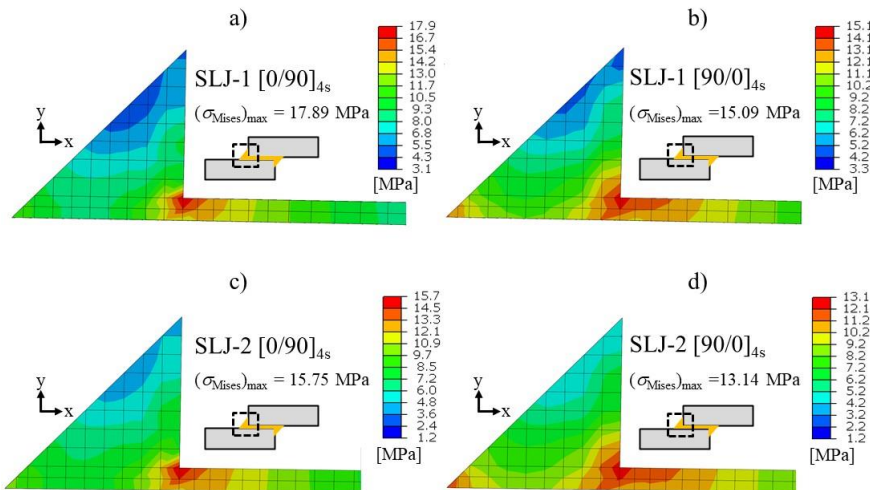 a)
17.9
16.7
15.4
14.2
13.0
11.7
10.5
9.3
8.0
6.8
5.5
4.3
3.1
[MPa]
SLJ-1 [0/90]4s
(σMises)max = 17.89 MPa
y
x
b)
15.1
15.1
14.1
13.1
12.1
11.1
10.2
9.2
8.2
7.2
6.2
5.2
4.2
3.3
[MPa]
SLJ-1 [90/0]4s
(σMises)max =15.09 MPa
y
x
c)
15.7
14.5
13.3
12.1
10.9
9.7
8.5
7.2
6.0
4.8
3.6
2.4
1.2
[MPa]
SLJ-2 [0/90]4s
(σMises)max = 15.75 MPa
y
x
d)
13.1
12.1
11.1
10.2
9.2
8.2
7.2
6.2
5.2
4.2
3.2
2.2
1.2
[MPa]
SLJ-2 [90/0]4s
(σMises)max =13.14 MPa
y
x